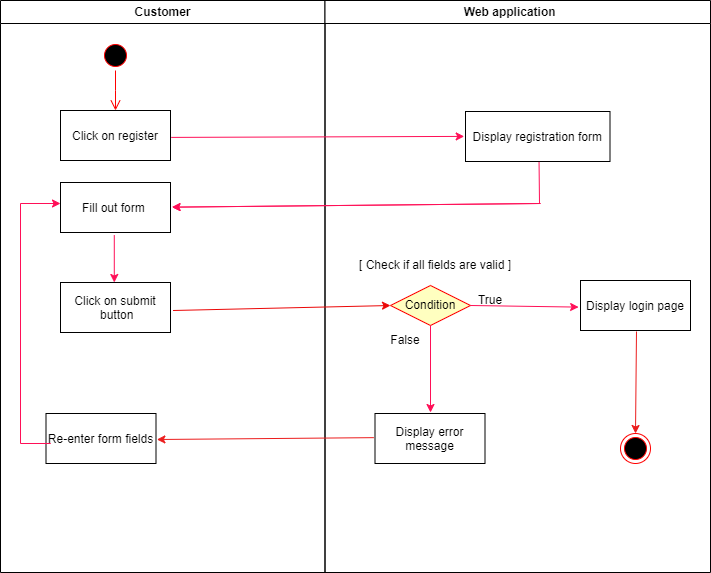 Customer
Web application
Click on register
Display registration form
Fill out form
[ Check if all fields are valid ]
Click on submit
button
Condition
True
Display login page
False
Re-enter form fields
Display error
message